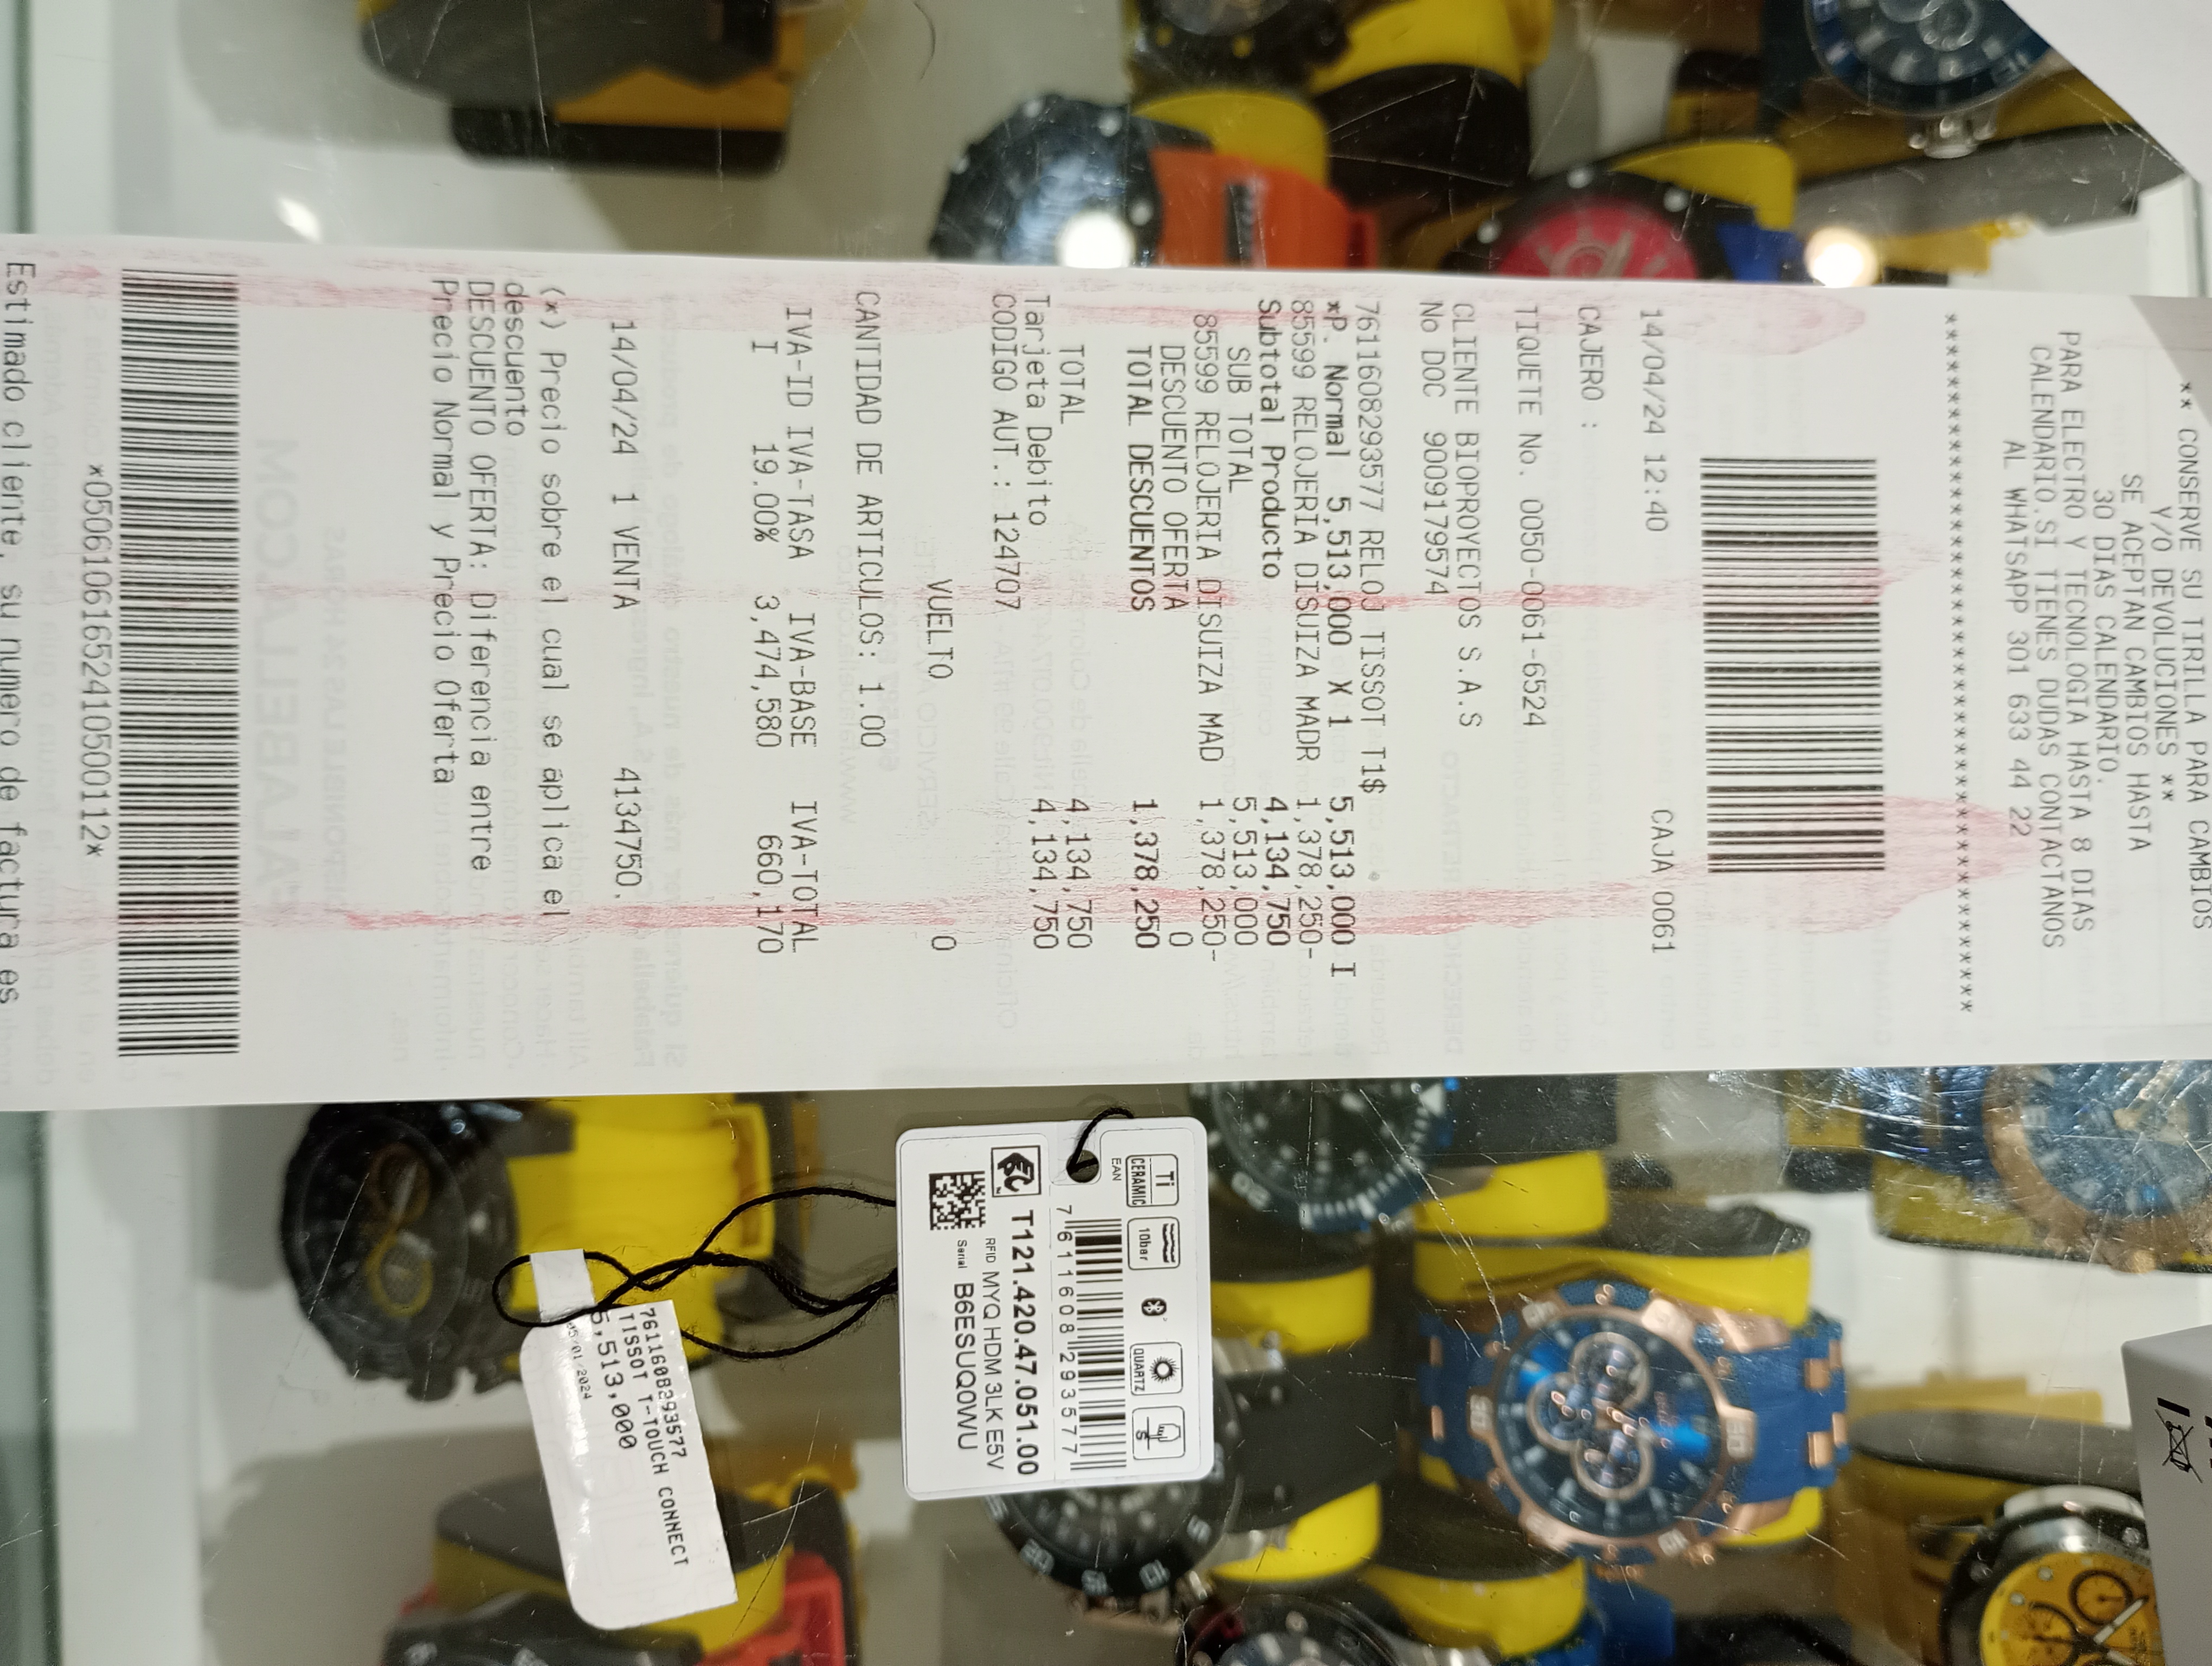 ** CONSERVE SU TIRILLA PARA CAMBIOS
Y/O DEVOLUCIONES **
SE ACEPTAN CAMBIOS HASTA
30 DIAS CALENDARIO.
PARA ELECTRO Y TECNOLOGIA HASTA 8 DIAS
CALENDARIO.SI TIENES DUDAS CONTACTANOS
AL WHATSAPP 301 633 44 22
****************************************
14/04/24 12:40 CAJA 0061
CAJERO :
TIQUETE No. 0050-0061-6524
CLIENTE BIOPROYECTOS S.A.S
No DOC 9009179574
7611608293577 RELOJ TISSOT T1$
*P. Normal 5,513,000 X 1 5,513,000 I
85599 RELOJERIA DISUIZA MADR 1,378,250-
Subtotal Producto 4,134,750
SUB TOTAL 5,513,000
85599 RELOJERIA DISUIZA MAD 1,378,250-
DESCUENTO OFERTA 0
TOTAL DESCUENTOS 1,378,250
TOTAL 4,134,750
Tarjeta Debito 4,134,750
CODIGO AUT.: 124707
VUELTO 0
CANTIDAD DE ARTICULOS: 1.00
IVA-ID IVA-TASA IVA-BASE IVA-TOTAL
I 19.00% 3,474,580 660,170
14/04/24 1 VENTA 4134750.
(*) Precio sobre el cual se aplica el
descuento
DESCUENTO OFERTA: Diferencia entre
Precio Normal y Precio Oferta
*05061061652410500112*
Estimado cliente, su numero de factura es
Ti
CERAMIC
10bar
QUARTZ
S
EAN
7611608293577
T121.420.47.051.00
RFID MYQ HDM 3LK E5V
Serial B6ESUQ0WU
7611608293577
TISSOT T-TOUCH CONNECT
5,513,000
05/01/2024